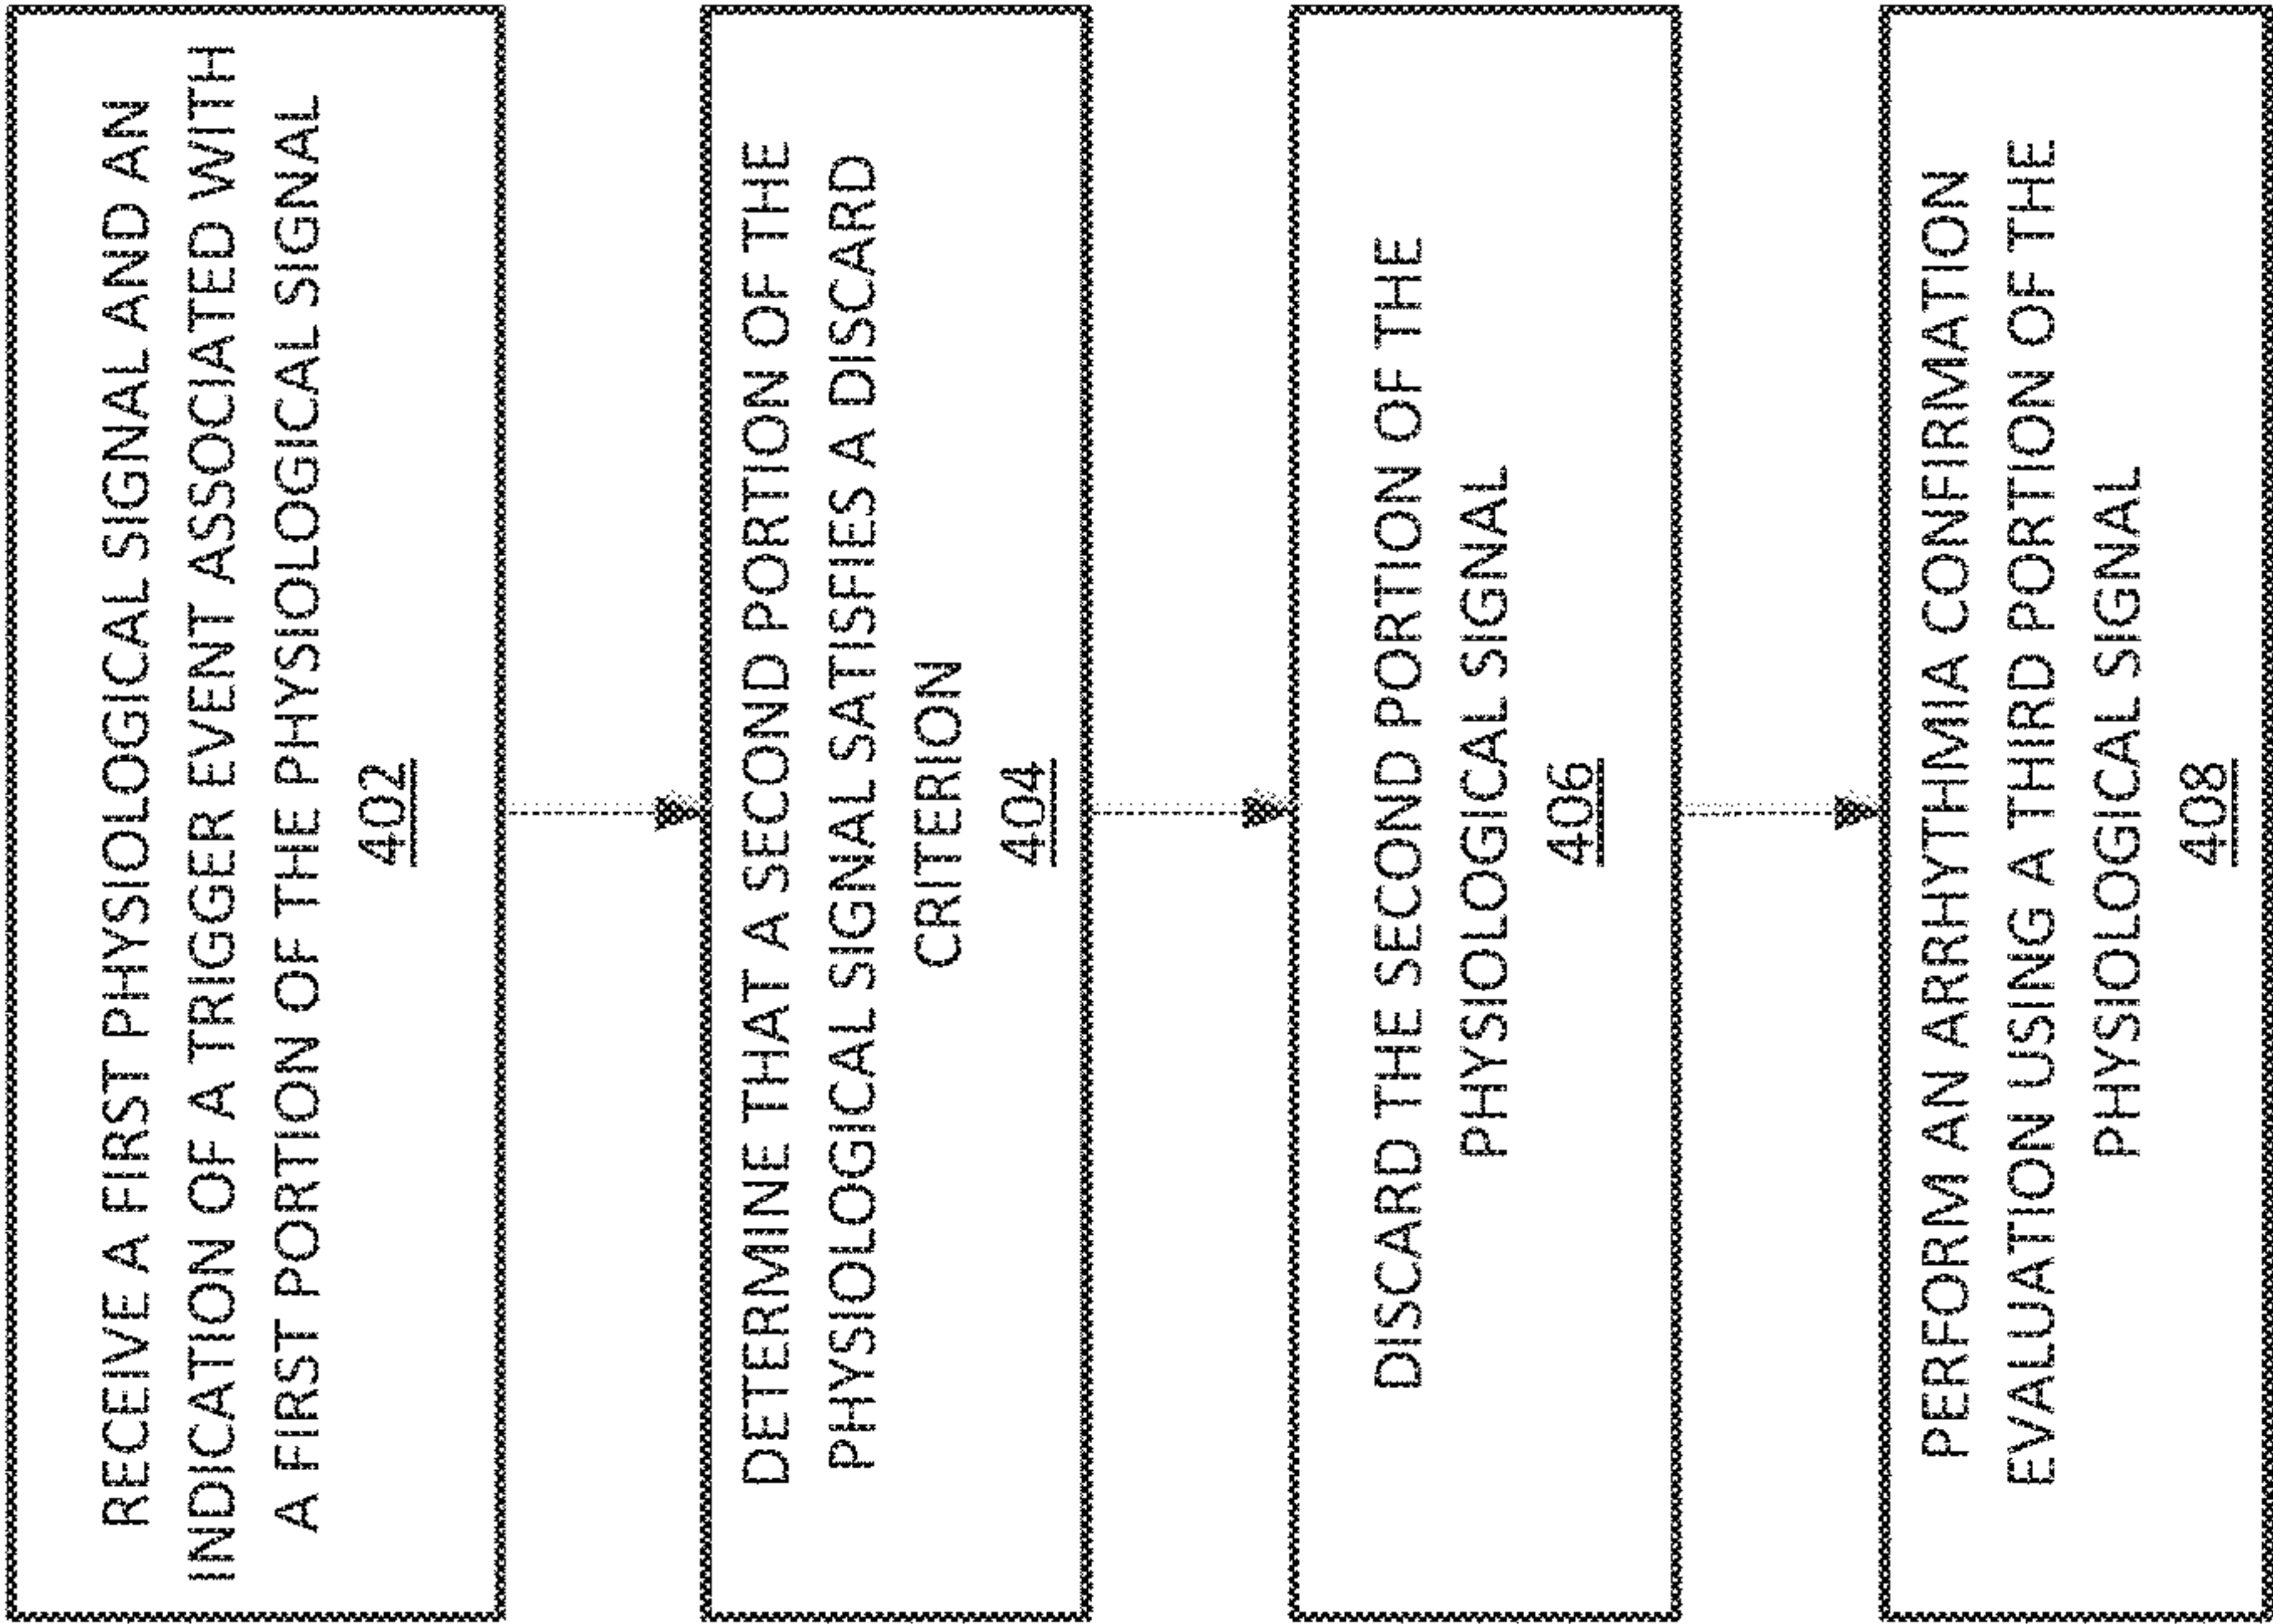 RECEIVE A FIRST PHYSIOLOGICAL SIGNAL AND AN
INDICATION OF A TRIGGER EVENT ASSOCIATED WITH
A FIRST PORTION OF THE PHYSIOLOGICAL SIGNAL
402
DETERMINE THAT A SECOND PORTION OF THE
PHYSIOLOGICAL SIGNAL SATISFIES A DISCARD
CRITERION
404
DISCARD THE SECOND PORTION OF THE
PHYSIOLOGICAL SIGNAL
406
PERFORM AN ARRHYTHMIA CONFIRMATION
EVALUATION USING A THIRD PORTION OF THE
PHYSIOLOGICAL SIGNAL
408